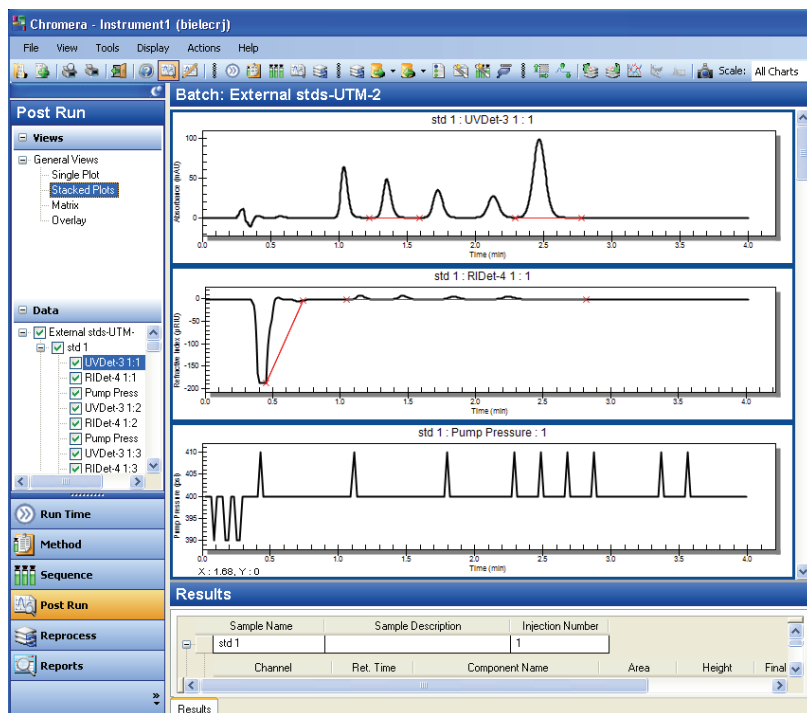 Chromera - Instrument1 (bielecrj)
File View Tools Display Actions Help
Scale: All Charts
Post Run
Views
General Views
Single Plot
Stacked Plots
Matrix
Overlay
Data
External stds-UTM-
std 1
UVDet-3 1:1
RIDet-4 1:1
Pump Press
UVDet-3 1:2
RIDet-4 1:2
Pump Press
UVDet-3 1:3
RIDet-4 1:3
Run Time
Method
Sequence
Post Run
Reprocess
Reports
Batch: External stds-UTM-2
std 1 : UVDet-3 1 : 1
Absorbance (mAU)
100
50
0
0.0 0.5 1.0 1.5 2.0 2.5 3.0 3.5 4.0
Time (min)
std 1 : RIDet-4 1 : 1
Refractive Index (µRIU)
0
-50
-100
-150
-200
0.0 0.5 1.0 1.5 2.0 2.5 3.0 3.5 4.0
Time (min)
std 1 : Pump Pressure : 1
Pump Pressure (psi)
410
405
400
395
390
0.0 0.5 1.0 1.5 2.0 2.5 3.0 3.5 4.0
Time (min)
X : 1.68, Y : 0
Results
Sample Name Sample Description Injection Number
std 1 1
Channel Ret. Time Component Name Area Height Final
Results